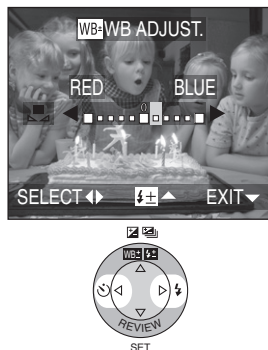 WB± WB ADJUST.
RED BLUE
0
SELECT EXIT
WB± ±
REVIEW
SET